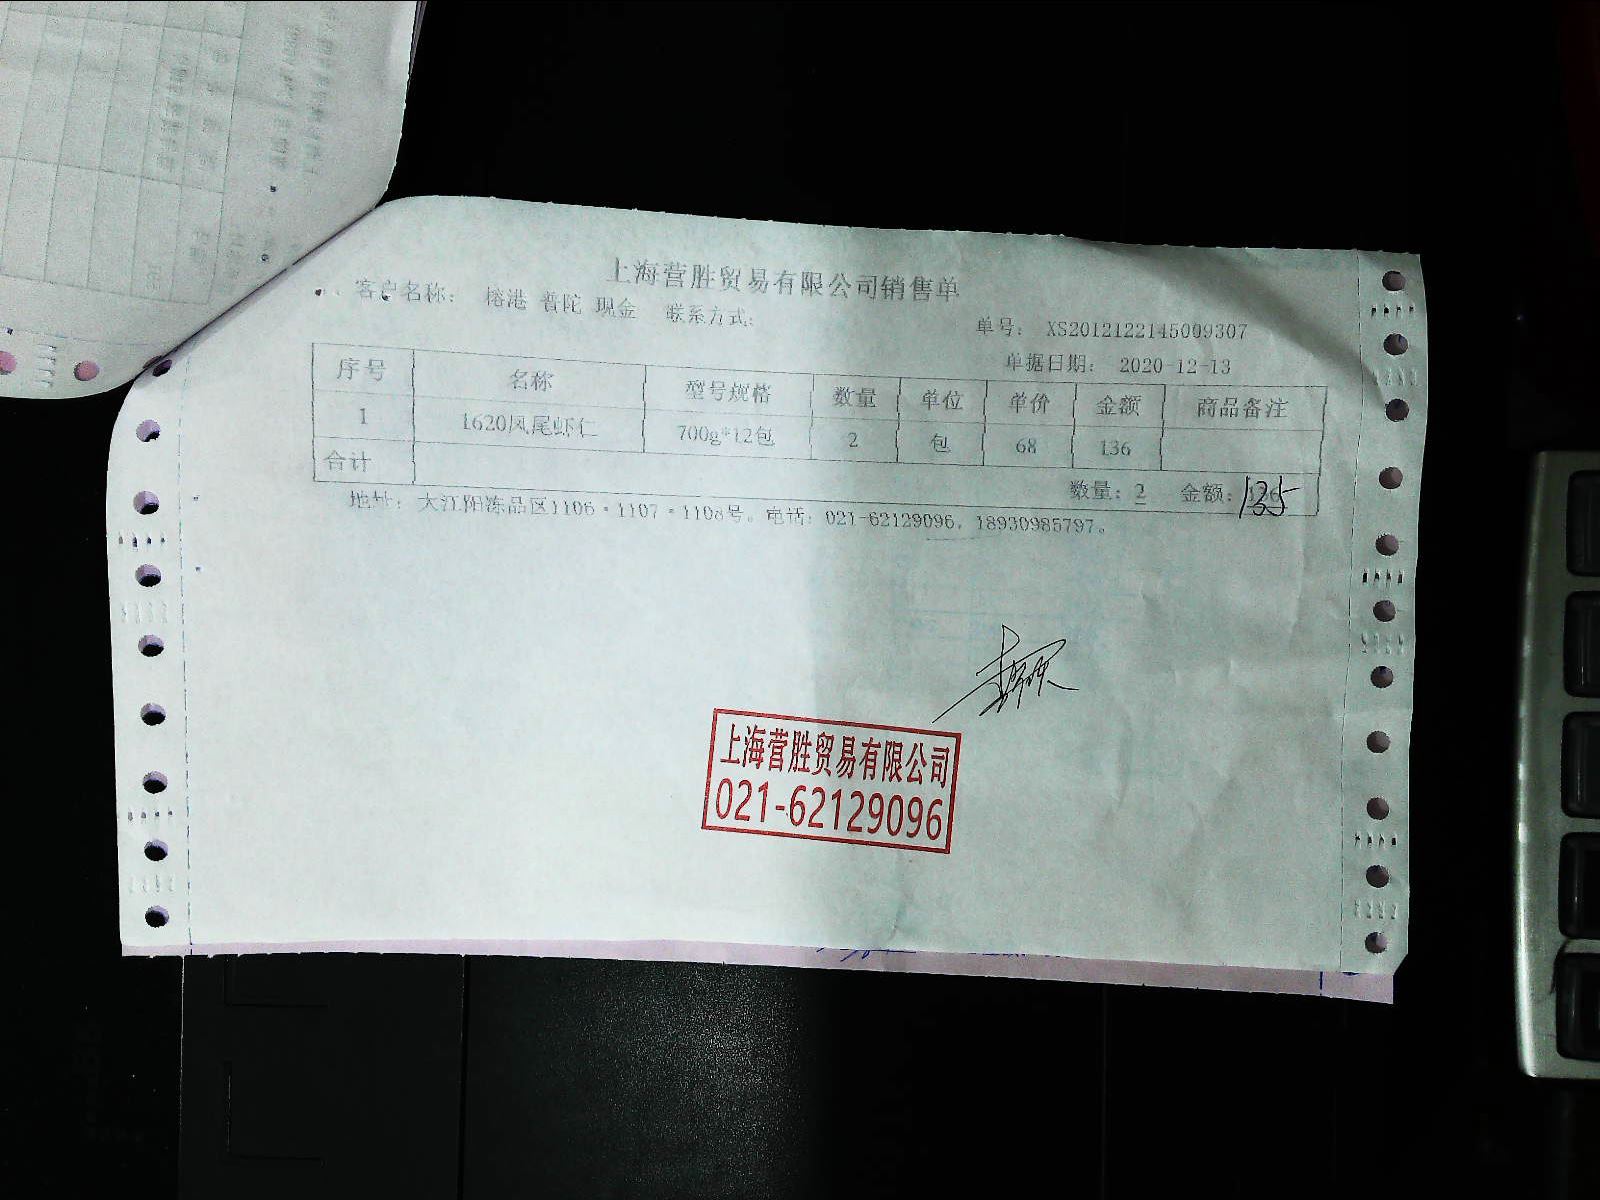 上海营胜贸易有限公司销售单
客户名称： 榕港 普陀 现金 联系方式：
单号： XS2012122145009307
单据日期： 2020-12-13
序号 名称 型号规格 数量 单位 单价 金额 商品备注
1 1620凤尾虾仁 700g*12包 2 包 68 136
合计 数量：2 金额：135
地址：大江阳冻品区1106·1107·1108号。电话：021-62129096，18930985797。
上海营胜贸易有限公司
021-62129096